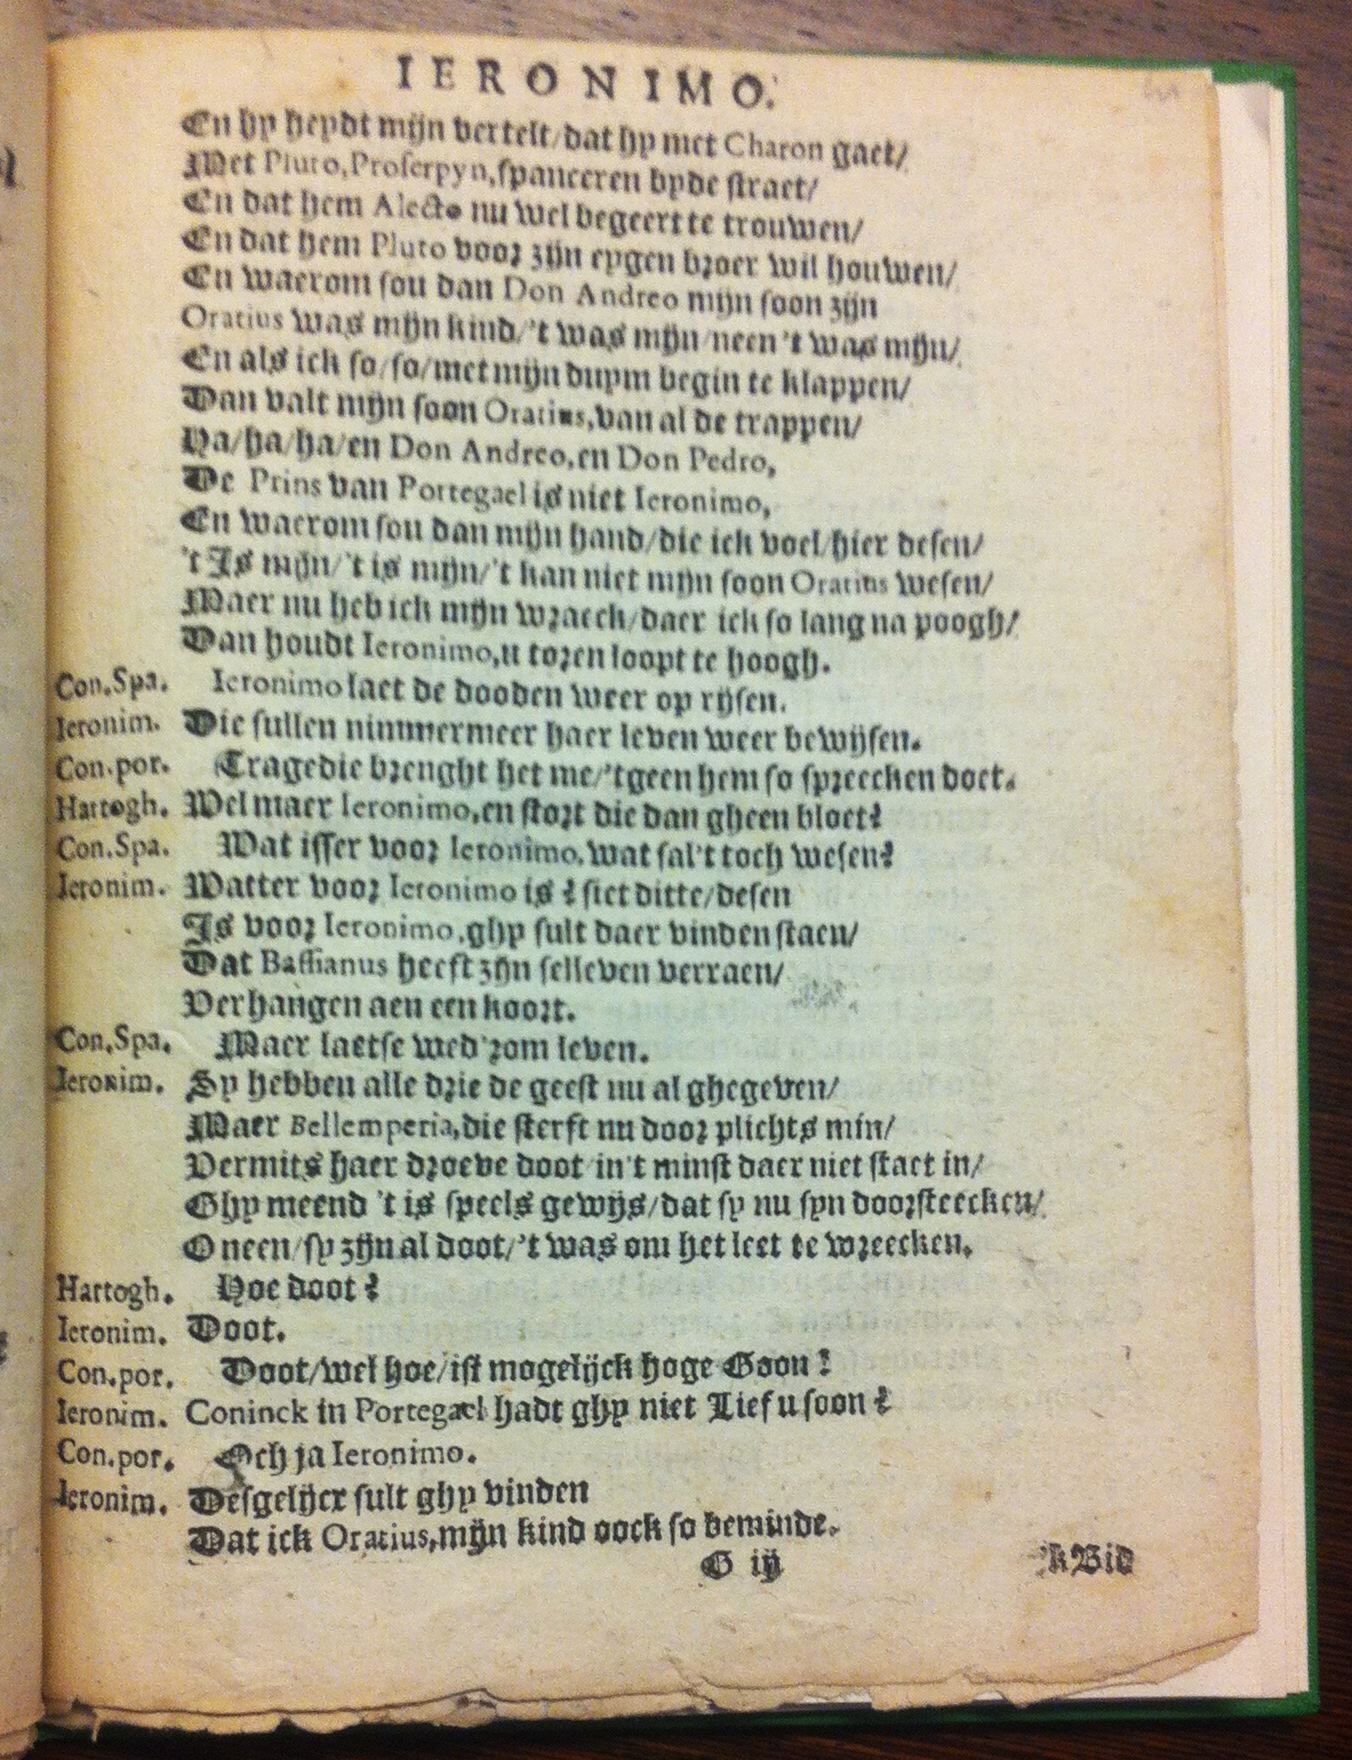 IERONIMO.
En hy heydt mijn vertelt/dat hy met Charon gaet/
Met Pluto, Proserpyn, spanceeren byde straet/
En dat hem Alecto nu wel begeert te trouwen/
En dat hem Pluto voor zijn eygen broer wil houwen/
En waerom sou dan Don Andreo mijn soon zijn
Oratius was mijn kind/'t was mijn/neen 't was mijn/
En als ick so/so/met mijn duym begin te klappen/
Dan valt mijn soon Oratius, van al de trappen/
Ha/ha/ha/en Don Andreo, en Don Pedro,
De Prins van Portegael is niet Ieronimo,
En waerom sou dan mijn hand/die ick voel/hier desen/
't Is mijn/'t is mijn/'t kan niet mijn soon Oratius wesen/
Maer nu heb ick mijn wraeck/daer ick so lang na poogh/
Dan houdt Ieronimo, u toren loopt te hoogh.
Con.Spa. Ieronimo laet de dooden weer op rijsen.
Ieronim. Die sullen nimmermeer haer leven weer bewijsen.
Con.por. Tragedie brenght het me/'tgeen hem so spreecken doet.
Hartogh. Wel maer Ieronimo, en stort die dan gheen bloet?
Con.Spa. Wat isser voor Ieronimo, wat sal't toch wesen?
Ieronim. Watter voor Ieronimo is? siet ditte/desen
Is voor Ieronimo, ghy sult daer vinden staen/
Dat Bassianus heeft zijn selleven verraen/
Verhangen aen een koort.
Con.Spa. Maer laetse wed'rom leven.
Ieronim. Sy hebben alle drie de geest nu al ghegeven/
Maer Bellemperia, die sterft nu door plichts min/
Vermits haer droeve doot in't minst daer niet staet in/
Ghy meend 't is speels gewijs/dat sy nu syn doorsteecken/
O neen/sy zijn al doot/'t was om het leet te wreecken.
Hartogh. Hoe doot?
Ieronim. Doot.
Con.por. Doot/wel hoe/ist mogelijck hoge Goon!
Ieronim. Coninck in Portegael hadt ghy niet Lief u soon?
Con.por. Och ja Ieronimo.
Ieronim. Desgelijcx sult ghy vinden
Dat ick Oratius, mijn kind oock so beminde.
G ij 'kBid